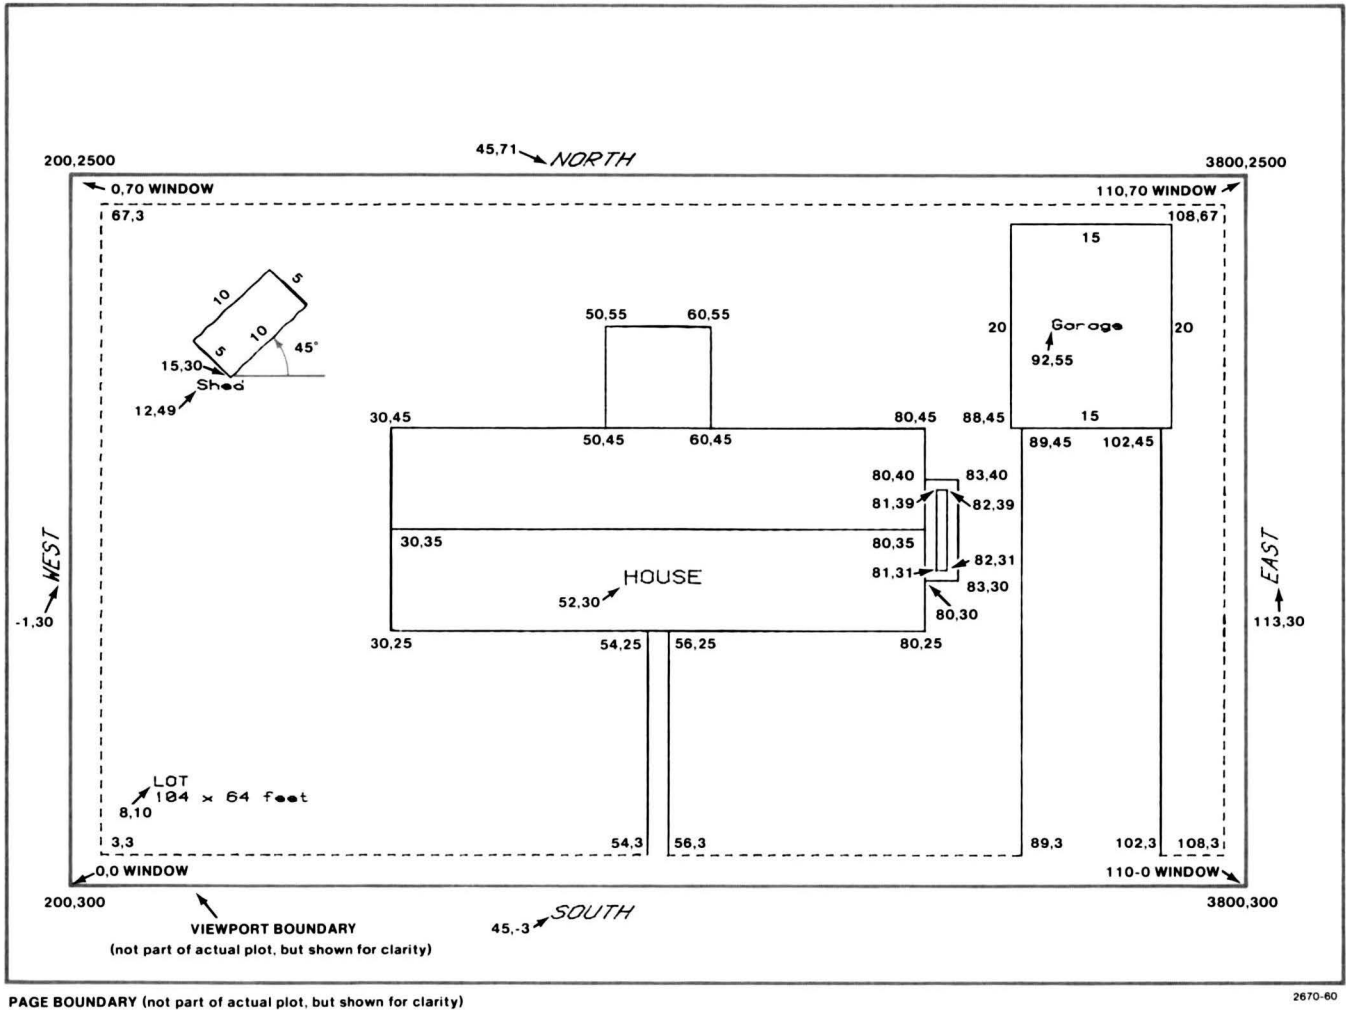 45,71 NORTH
200,2500 3800,2500
0,70 WINDOW 110,70 WINDOW
67,3 108,67
15
5
10
50,55 60,55
20 Garage 20
10
45°
5
92,55
15,30
Shed
12,49
30,45 80,45 88,45 15
50,45 60,45 89,45 102,45
80,40 83,40
81,39 82,39
30,35 80,35
WEST
EAST
82,31
81,31
HOUSE
83,30
52,30
80,30
-1,30 113,30
30,25 54,25 56,25 80,25
LOT
104 x 64 feet
8,10
3,3 54,3 56,3 89,3 102,3 108,3
0,0 WINDOW 110-0 WINDOW
200,300 3800,300
SOUTH
45,-3
VIEWPORT BOUNDARY
(not part of actual plot, but shown for clarity)
PAGE BOUNDARY (not part of actual plot, but shown for clarity)
2670-60